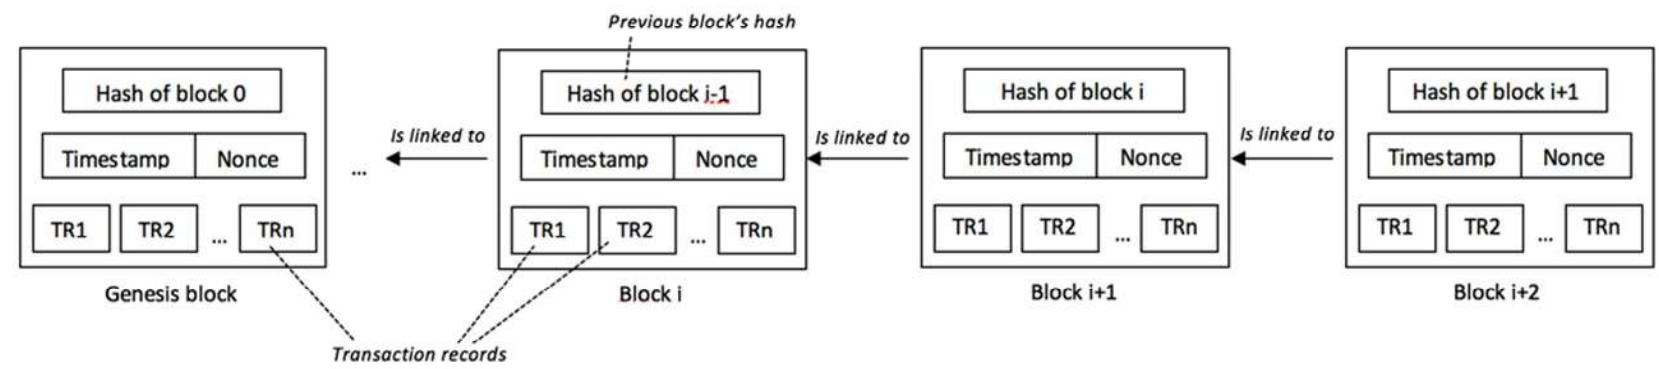 Previous block's hash
Hash of block 0
Timestamp Nonce
TR1 TR2 ... TRn
Genesis block
...
Is linked to
Hash of block i-1
Timestamp Nonce
TR1 TR2 ... TRn
Block i
Is linked to
Hash of block i
Timestamp Nonce
TR1 TR2 ... TRn
Block i+1
Is linked to
Hash of block i+1
Timestamp Nonce
TR1 TR2 ... TRn
Block i+2
Transaction records